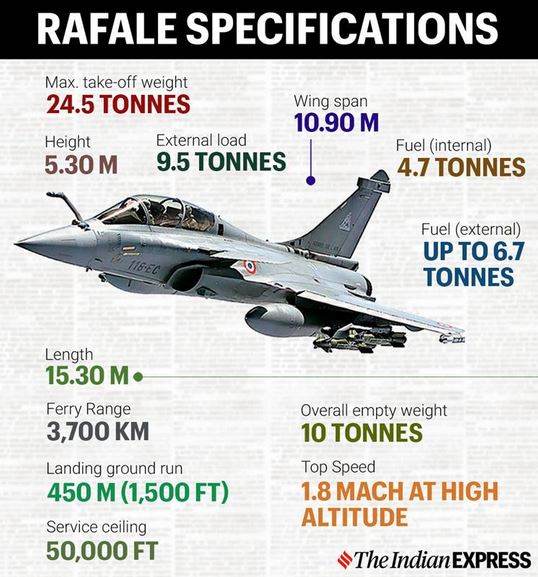 RAFALE SPECIFICATIONS
Max. take-off weight
24.5 TONNES
Wing span
10.90 M
Height
5.30 M
External load
9.5 TONNES
Fuel (internal)
4.7 TONNES
Fuel (external)
UP TO 6.7
TONNES
118-EC
Length
15.30 M
Ferry Range
3,700 KM
Overall empty weight
10 TONNES
Landing ground run
450 M (1,500 FT)
Top Speed
1.8 MACH AT HIGH
ALTITUDE
Service ceiling
50,000 FT
The Indian EXPRESS